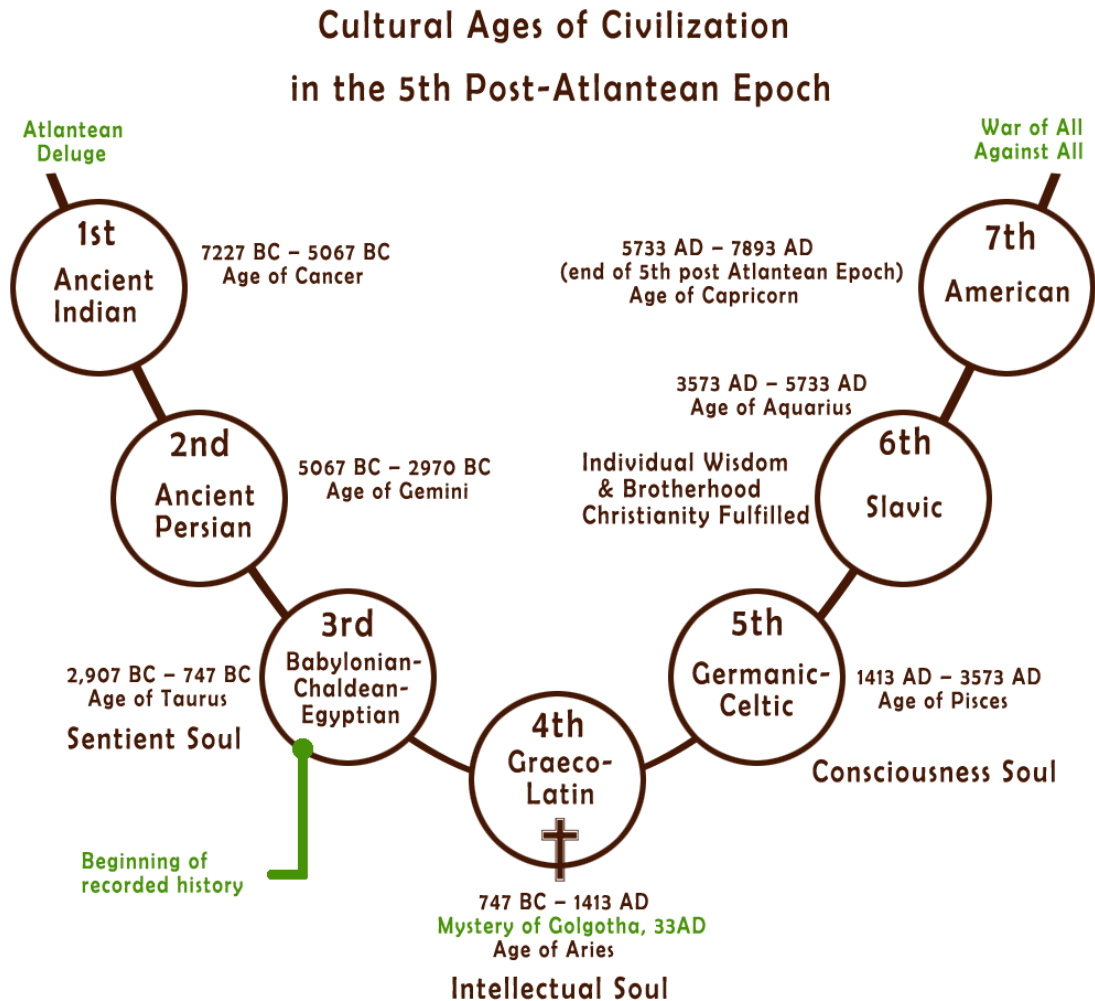 Cultural Ages of Civilization
in the 5th Post-Atlantean Epoch
Atlantean
Deluge
1st
Ancient
Indian
7227 BC – 5067 BC
Age of Cancer
2nd
Ancient
Persian
5067 BC – 2970 BC
Age of Gemini
3rd
Babylonian-
Chaldean-
Egyptian
2,907 BC – 747 BC
Age of Taurus
Sentient Soul
Beginning of
recorded history
4th
Graeco-
Latin
747 BC – 1413 AD
Mystery of Golgotha, 33AD
Age of Aries
Intellectual Soul
5th
Germanic-
Celtic
1413 AD – 3573 AD
Age of Pisces
Consciousness Soul
6th
Slavic
3573 AD – 5733 AD
Age of Aquarius
Individual Wisdom
& Brotherhood
Christianity Fulfilled
7th
American
5733 AD – 7893 AD
(end of 5th post Atlantean Epoch)
Age of Capricorn
War of All
Against All